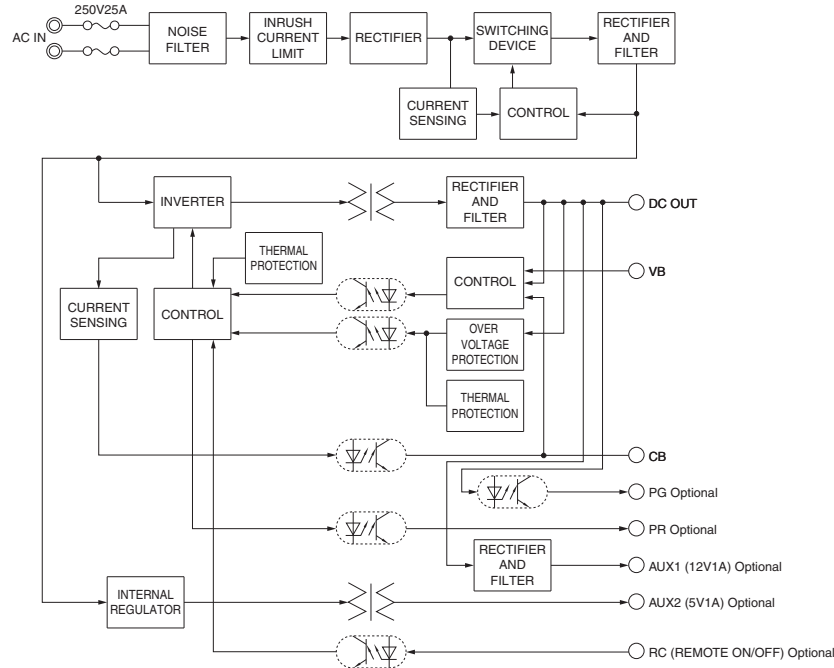 250V25A
AC IN
NOISE
FILTER
INRUSH
CURRENT
LIMIT
RECTIFIER
SWITCHING
DEVICE
RECTIFIER
AND
FILTER
CURRENT
SENSING
CONTROL
INVERTER
RECTIFIER
AND
FILTER
DC OUT
THERMAL
PROTECTION
VB
CONTROL
CURRENT
SENSING
CONTROL
OVER
VOLTAGE
PROTECTION
THERMAL
PROTECTION
CB
PG Optional
PR Optional
RECTIFIER
AND
FILTER
AUX1 (12V1A) Optional
INTERNAL
REGULATOR
AUX2 (5V1A) Optional
RC (REMOTE ON/OFF) Optional